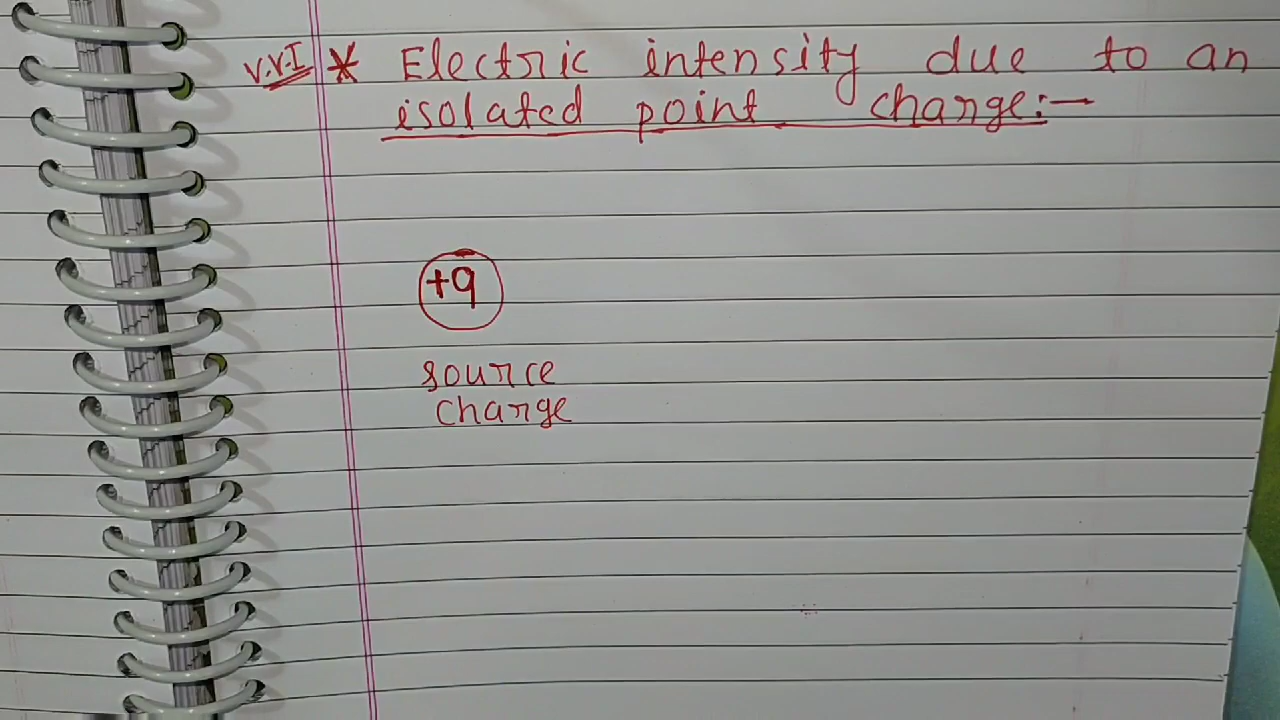 V.V.I * Electric intensity due to an
isolated point charge:-
+q
source
charge